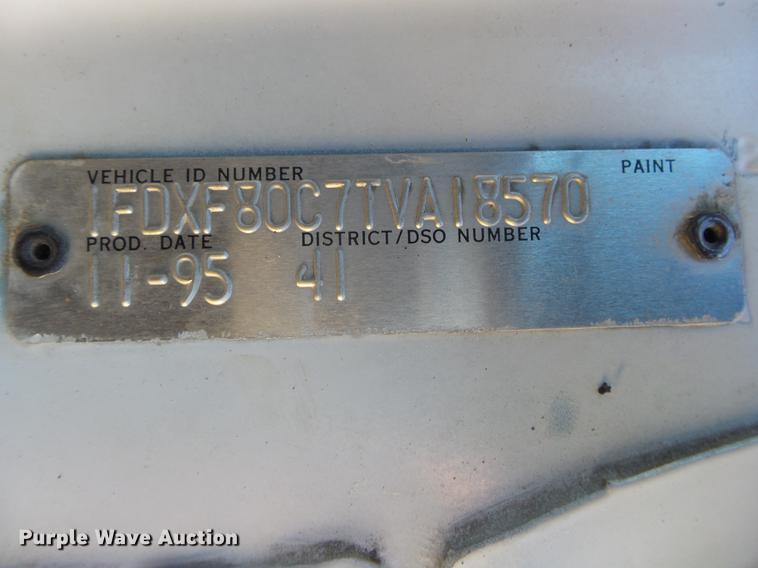 VEHICLE ID NUMBER PAINT
1FDXF80C7TVA18570
PROD. DATE DISTRICT/DSO NUMBER
11-95 41
Purple Wave Auction